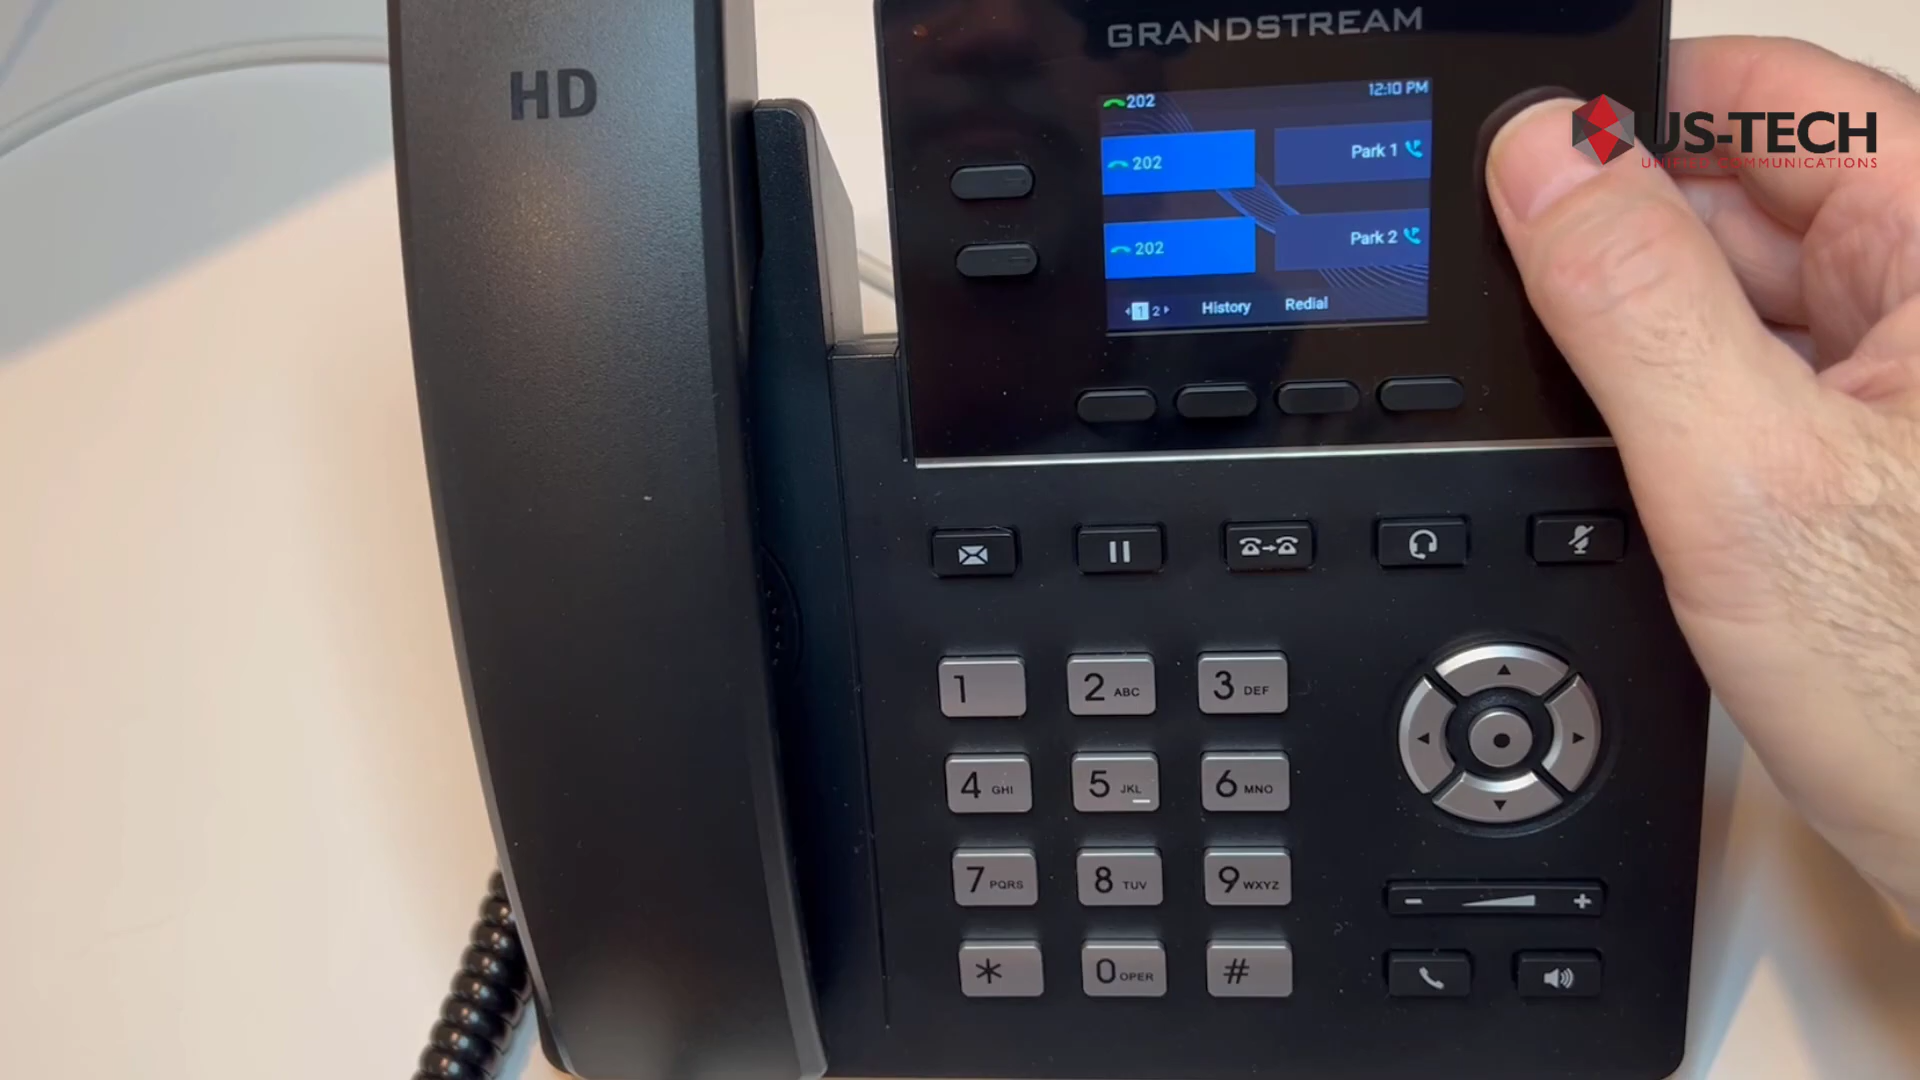 HD
GRANDSTREAM
202 12:10 PM
202 Park 1
202 Park 2
1 2 History Redial
US-TECH
UNIFIED COMMUNICATIONS
1 2 ABC 3 DEF
4 GHI 5 JKL 6 MNO
7 PQRS 8 TUV 9 WXYZ
- +
* 0 OPER #